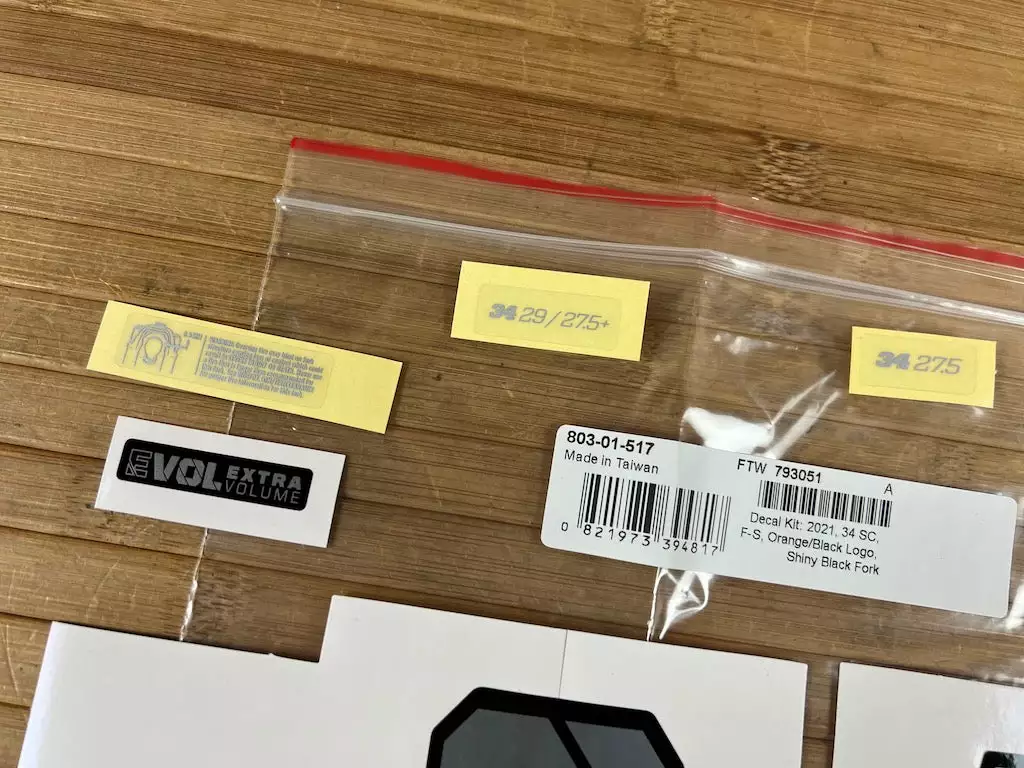 34 29 / 27.5+
34 27.5
EVOL EXTRA
VOLUME
803-01-517
Made in Taiwan
0 821973 394817
FTW 793051
A
Decal Kit: 2021, 34 SC,
F-S, Orange/Black Logo,
Shiny Black Fork